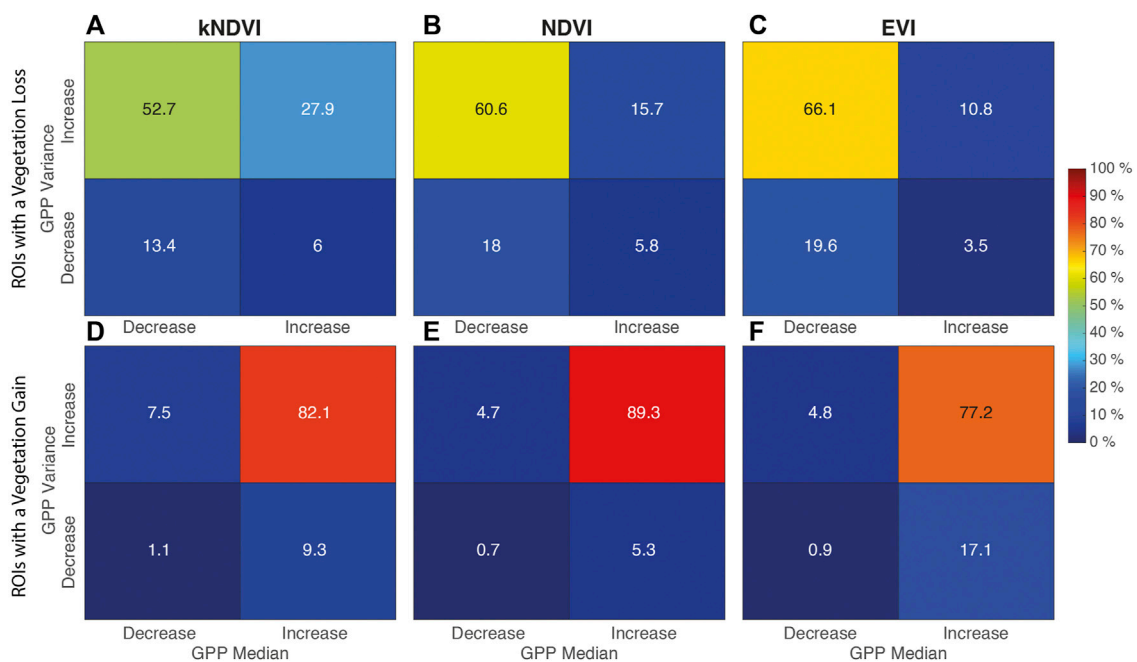 A kNDVI B NDVI C EVI
ROIs with a Vegetation Loss
GPP Variance
Increase
52.7 27.9 60.6 15.7 66.1 10.8
Decrease
13.4 6 18 5.8 19.6 3.5
Decrease Increase Decrease Increase Decrease Increase
100 %
90 %
80 %
70 %
60 %
50 %
40 %
30 %
20 %
10 %
0 %
D E F
ROIs with a Vegetation Gain
GPP Variance
Increase
7.5 82.1 4.7 89.3 4.8 77.2
Decrease
1.1 9.3 0.7 5.3 0.9 17.1
Decrease Increase Decrease Increase Decrease Increase
GPP Median GPP Median GPP Median